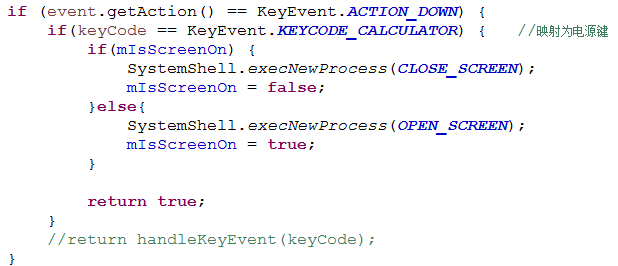 if (event.getAction() == KeyEvent.ACTION_DOWN) {
    if(keyCode == KeyEvent.KEYCODE_CALCULATOR) {   //映射为电源键
        if(mIsScreenOn) {
            SystemShell.execNewProcess(CLOSE_SCREEN);
            mIsScreenOn = false;
        }else{
            SystemShell.execNewProcess(OPEN_SCREEN);
            mIsScreenOn = true;
        }

        return true;
    }
    //return handleKeyEvent(keyCode);
}